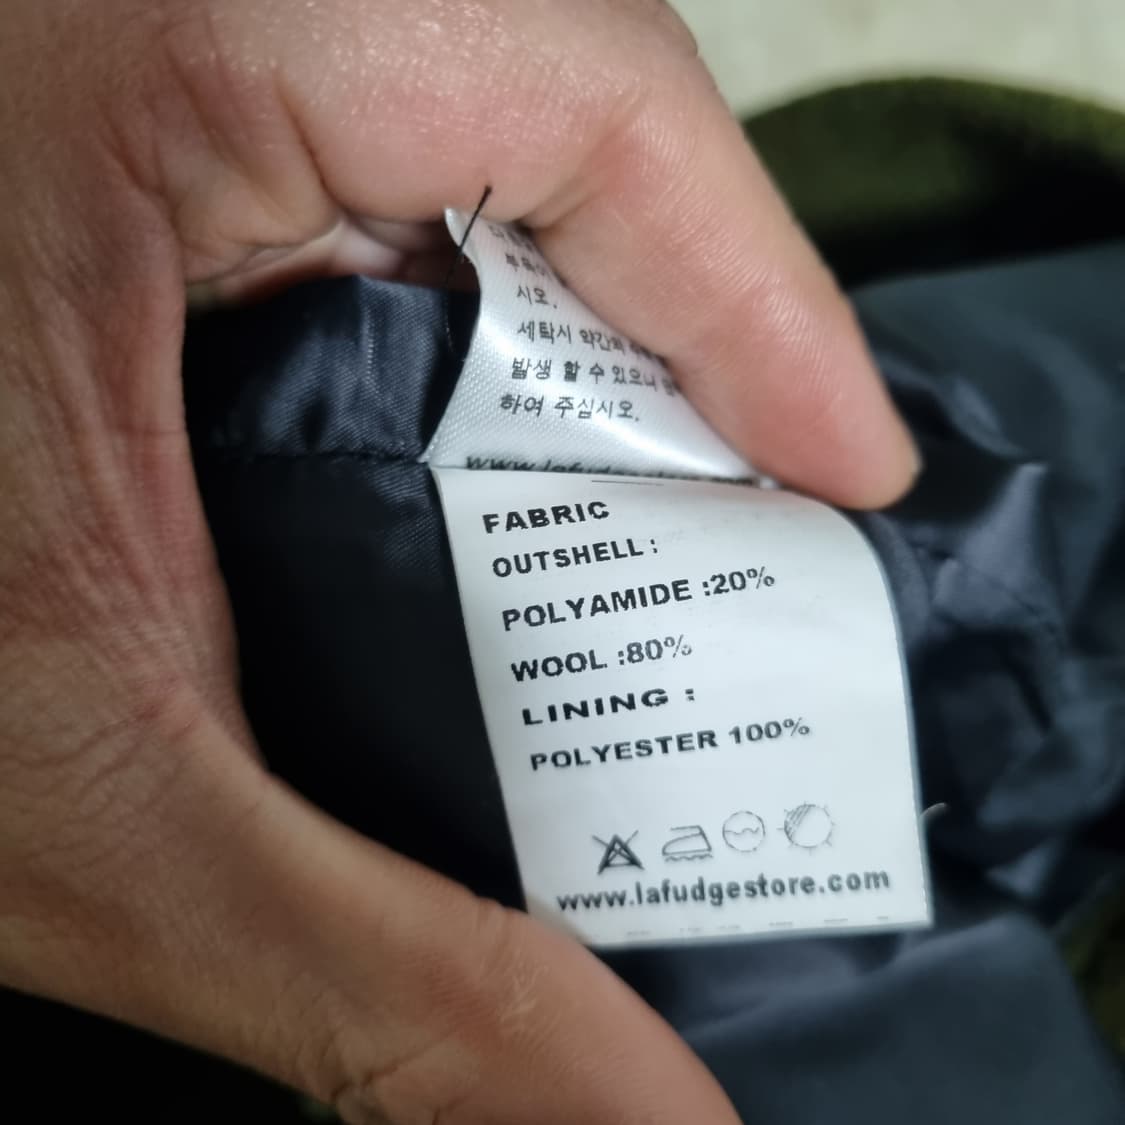 시오.
세탁시 약간의
발생 할 수 있으나
하여 주십시오.
FABRIC
OUTSHELL :
POLYAMIDE :20%
WOOL :80%
LINING :
POLYESTER 100%
www.lafudgestore.com